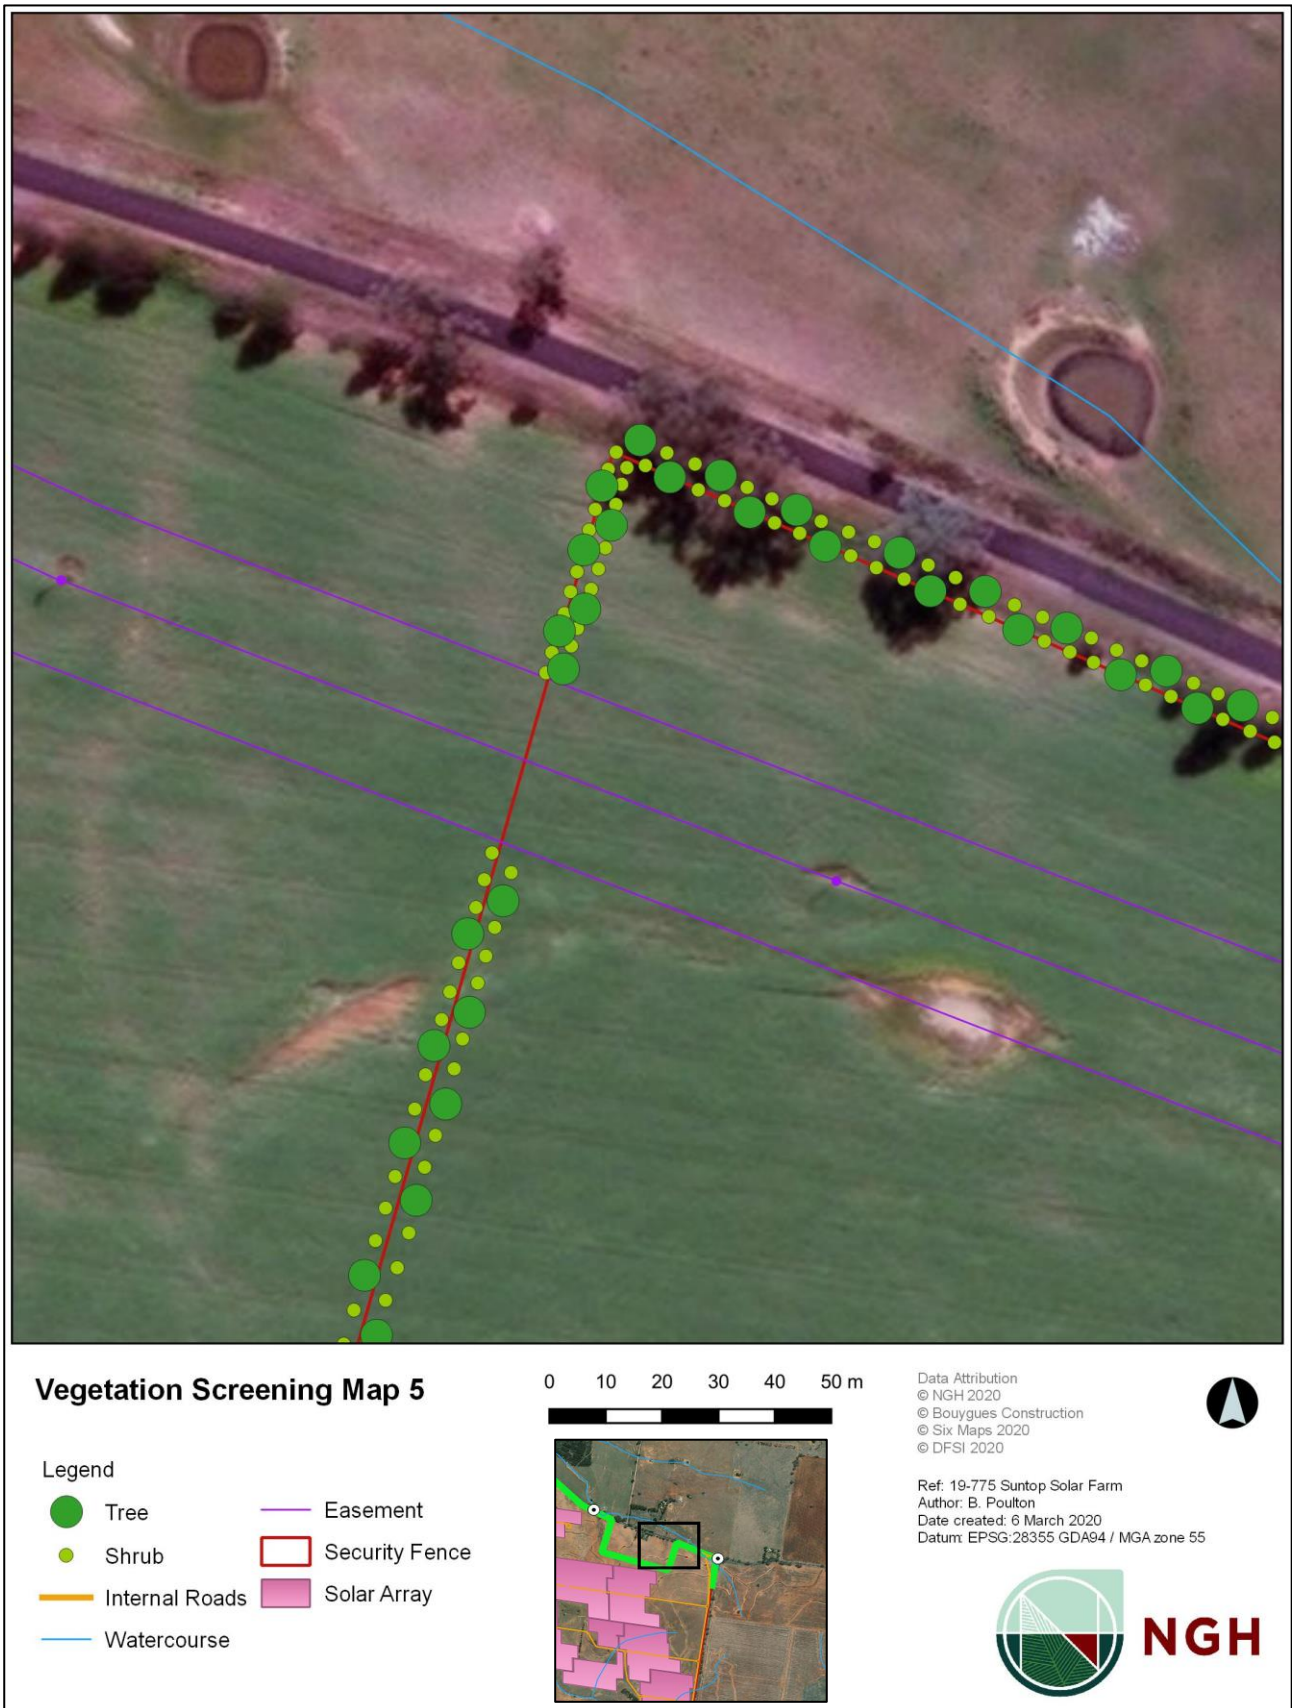 Vegetation Screening Map 5
Legend
Tree
Shrub
Internal Roads
Watercourse
Easement
Security Fence
Solar Array
0 10 20 30 40 50 m
Data Attribution
© NGH 2020
© Bouygues Construction
© Six Maps 2020
© DFSI 2020
Ref: 19-775 Suntop Solar Farm
Author: B. Poulton
Date created: 6 March 2020
Datum: EPSG:28355 GDA94 / MGA zone 55
NGH